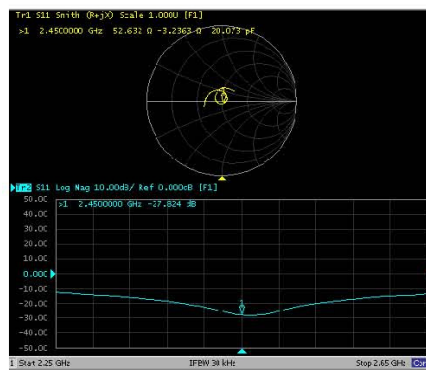 Tr1 S11 Smith (R+jX) Scale 1.000U [F1]
>1 2.4500000 GHz 52.632 Ω -3.2363 Ω 20.073 pF
Tr2 S11 Log Mag 10.00dB/ Ref 0.000dB [F1]
50.00
>1 2.4500000 GHz -27.824 dB
40.00
30.00
20.00
10.00
0.000
-10.00
-20.00
1
-30.00
-40.00
-50.00
1 Start 2.25 GHz IFBW 30 kHz Stop 2.65 GHz Cor